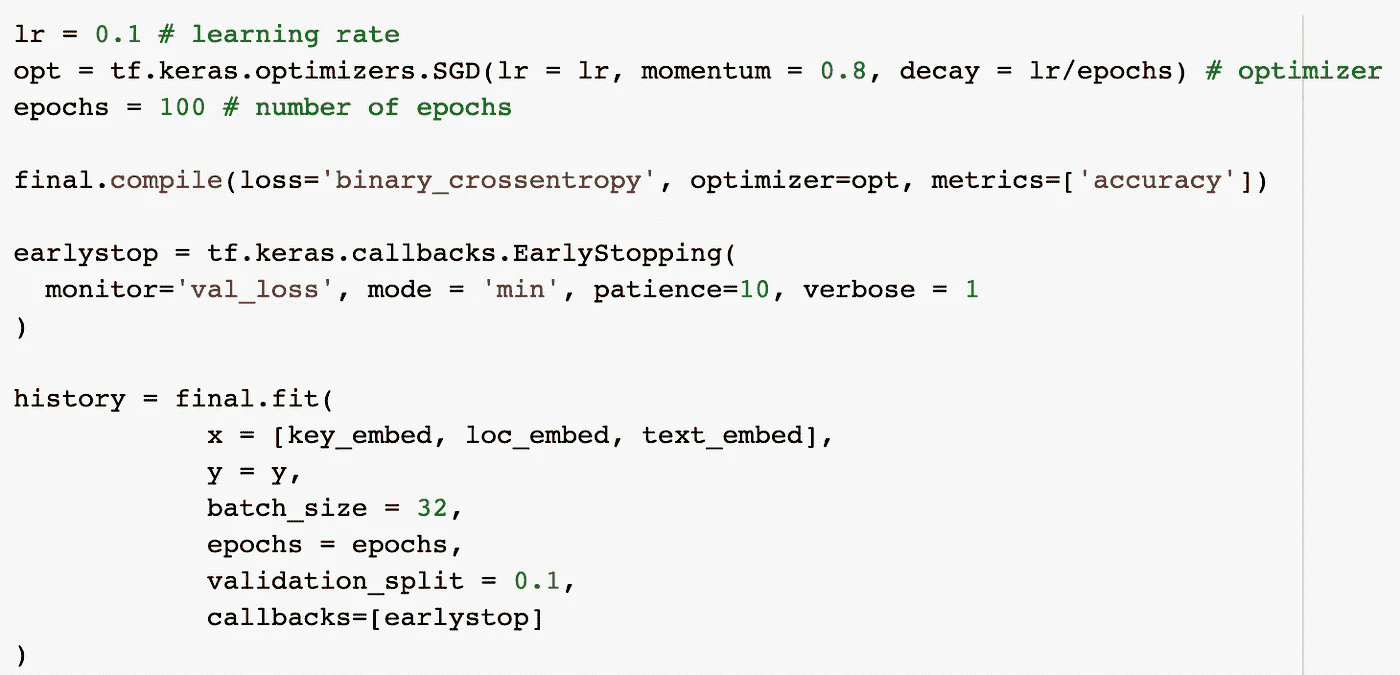 lr = 0.1 # learning rate
opt = tf.keras.optimizers.SGD(lr = lr, momentum = 0.8, decay = lr/epochs) # optimizer
epochs = 100 # number of epochs

final.compile(loss='binary_crossentropy', optimizer=opt, metrics=['accuracy'])

earlystop = tf.keras.callbacks.EarlyStopping(
  monitor='val_loss', mode = 'min', patience=10, verbose = 1
)

history = final.fit(
            x = [key_embed, loc_embed, text_embed],
            y = y,
            batch_size = 32,
            epochs = epochs,
            validation_split = 0.1,
            callbacks=[earlystop]
)